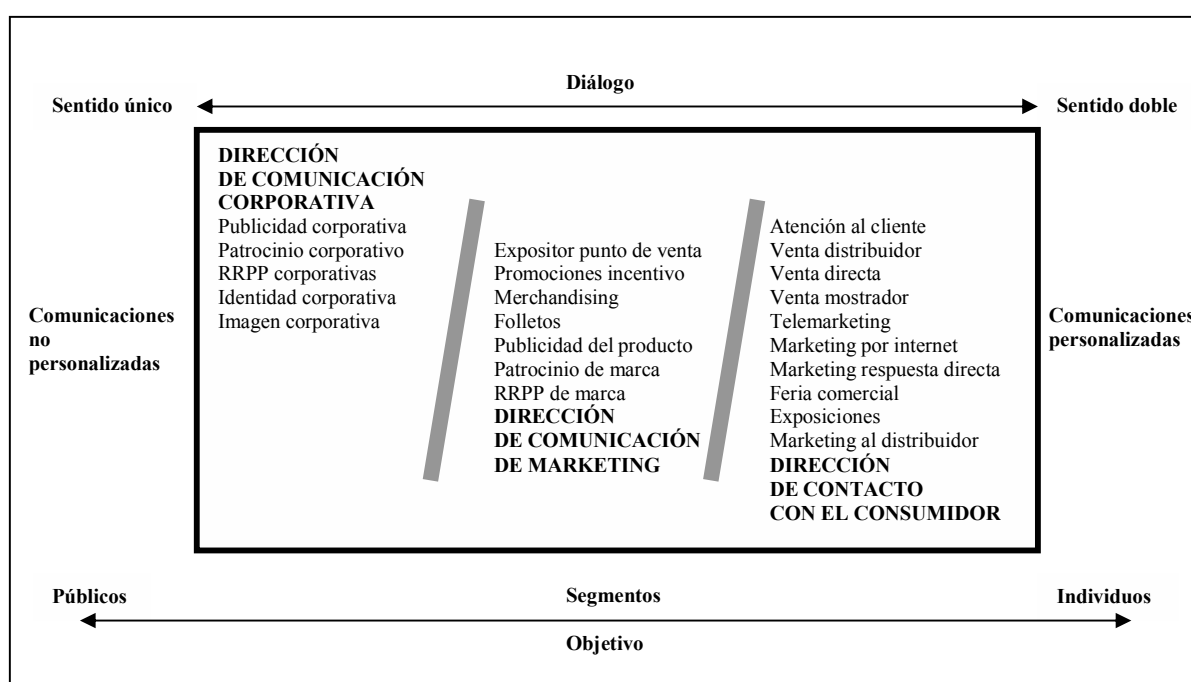 Diálogo
Sentido único
Sentido doble
DIRECCIÓN
DE COMUNICACIÓN
CORPORATIVA
Publicidad corporativa
Patrocinio corporativo
RRPP corporativas
Identidad corporativa
Imagen corporativa
Expositor punto de venta
Promociones incentivo
Merchandising
Folletos
Publicidad del producto
Patrocinio de marca
RRPP de marca
DIRECCIÓN
DE COMUNICACIÓN
DE MARKETING
Atención al cliente
Venta distribuidor
Venta directa
Venta mostrador
Telemarketing
Marketing por internet
Marketing respuesta directa
Feria comercial
Exposiciones
Marketing al distribuidor
DIRECCIÓN
DE CONTACTO
CON EL CONSUMIDOR
Comunicaciones
no
personalizadas
Comunicaciones
personalizadas
Públicos
Segmentos
Individuos
Objetivo